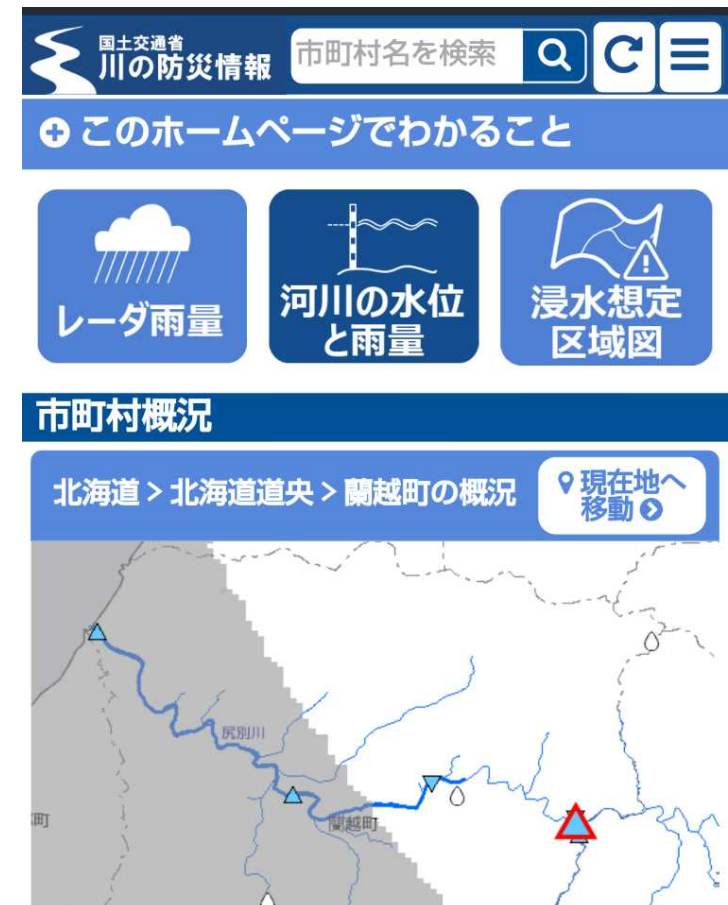 国土交通省
川の防災情報
市町村名を検索
このホームページでわかること
レーダ雨量
河川の水位
と雨量
浸水想定
区域図
市町村概況
北海道 > 北海道道央 > 蘭越町の概況
現在地へ
移動
尻別川
蘭越町
町